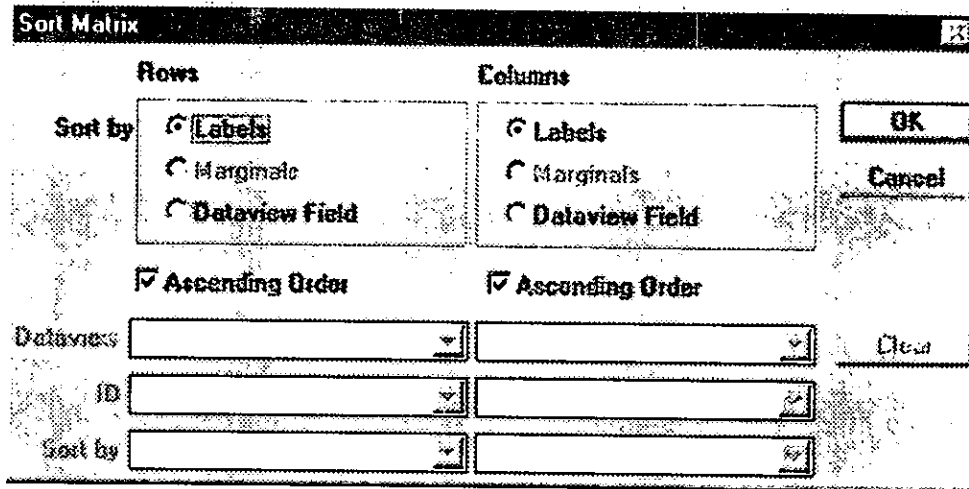 Sort Matrix
Rows Columns
Sort by Labels Labels OK
Marginals Marginals Cancel
Dataview Field Dataview Field
Ascending Order Ascending Order
Dataview Clear
ID
Sort by